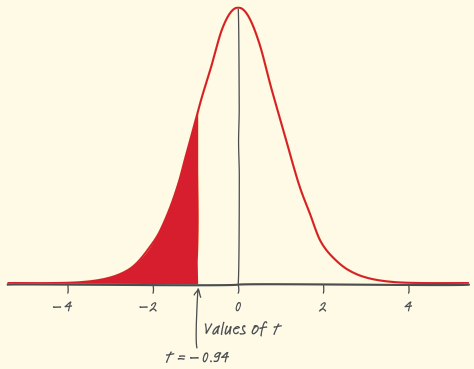 -4 -2 0 2 4
Values of t
t = -0.94